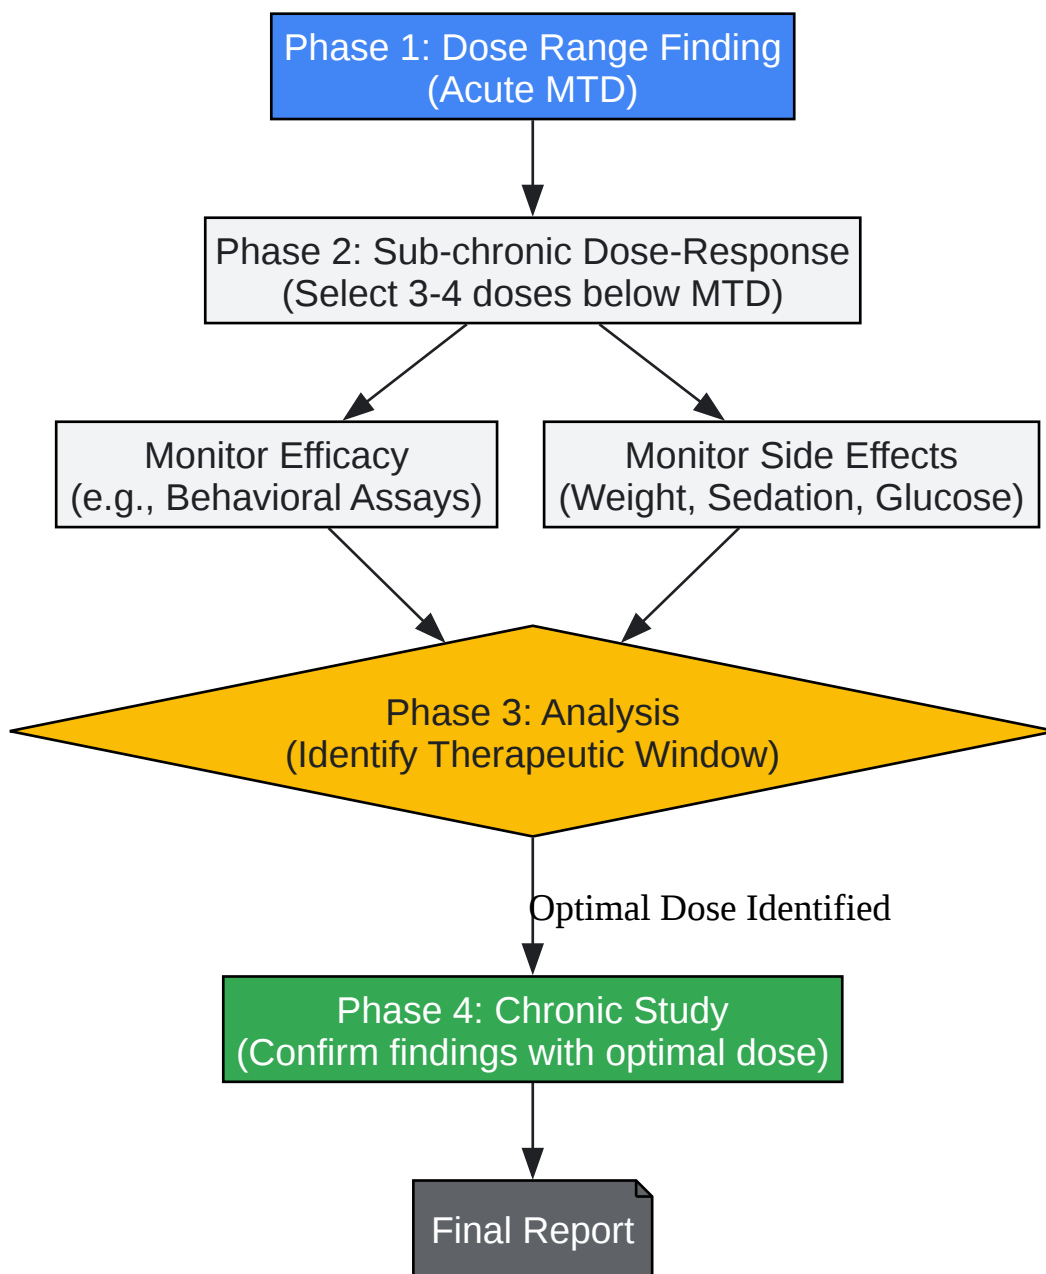 Phase 1: Dose Range Finding
(Acute MTD)
Phase 2: Sub-chronic Dose-Response
(Select 3-4 doses below MTD)
Monitor Efficacy
(e.g., Behavioral Assays)
Monitor Side Effects
(Weight, Sedation, Glucose)
Phase 3: Analysis
(Identify Therapeutic Window)
Optimal Dose Identified
Phase 4: Chronic Study
(Confirm findings with optimal dose)
Final Report